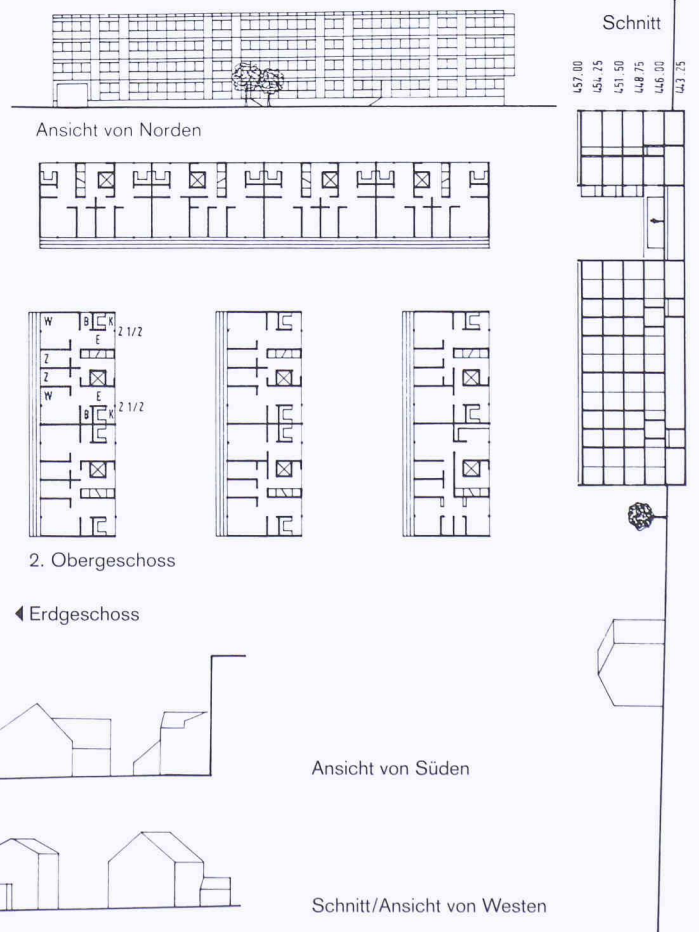 Schnitt
457.00
454.25
451.50
448.75
446.00
443.25
Ansicht von Norden
W B K 2 1/2
E
Z
Z
W E
B K 2 1/2
2. Obergeschoss
◀ Erdgeschoss
Ansicht von Süden
Schnitt/Ansicht von Westen